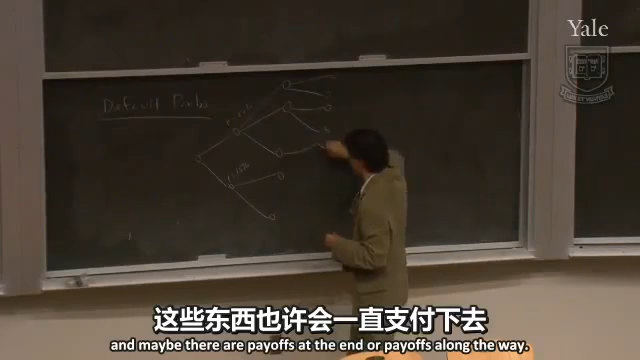 Yale
Default Probs
这些东西也许会一直支付下去
and maybe there are payoffs at the end or payoffs along the way.